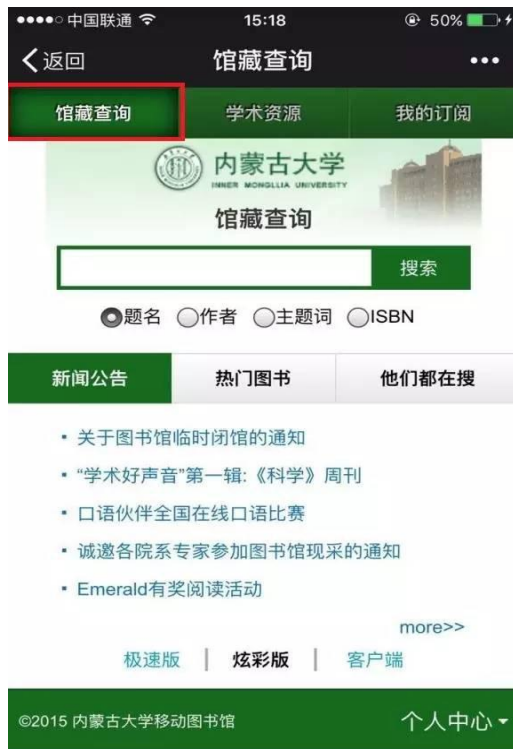 中国联通 15:18 50%
返回 馆藏查询
馆藏查询 学术资源 我的订阅
内蒙古大学
INNER MONGLLIA UNIVERSITY
馆藏查询
搜索
题名 作者 主题词 ISBN
新闻公告 热门图书 他们都在搜
关于图书馆临时闭馆的通知
“学术好声音”第一辑:《科学》周刊
口语伙伴全国在线口语比赛
诚邀各院系专家参加图书馆现采的通知
Emerald有奖阅读活动
more>>
极速版 | 炫彩版 | 客户端
©2015 内蒙古大学移动图书馆 个人中心